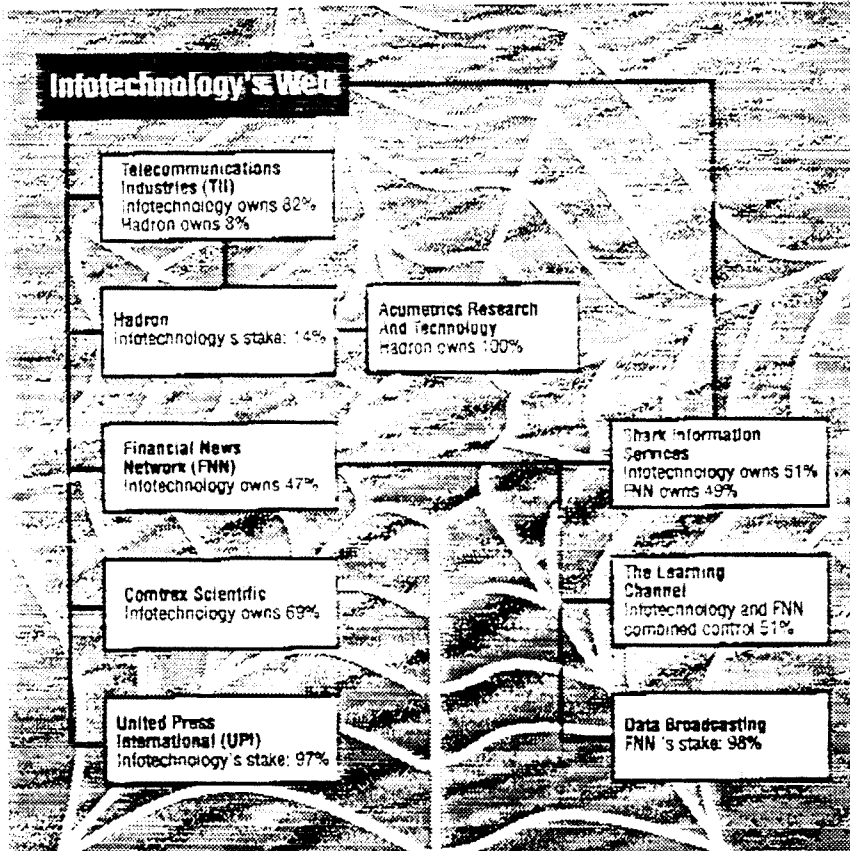 Infotechnology's Web
Telecommunications
Industries (TII)
Infotechnology owns 82%
Hadron owns 8%
Hadron
Infotechnology s stake: 14%
Acumetrics Research
And Technology
Hadron owns 100%
Financial News
Network (FNN)
Infotechnology owns 47%
Shark Information
Services
Infotechnology owns 51%
FNN owns 49%
Comtrex Scientific
Infotechnology owns 69%
The Learning
Channel
Infotechnology and FNN
combined control 51%
United Press
International (UPI)
Infotechnology's stake: 97%
Data Broadcasting
FNN 's stake: 98%